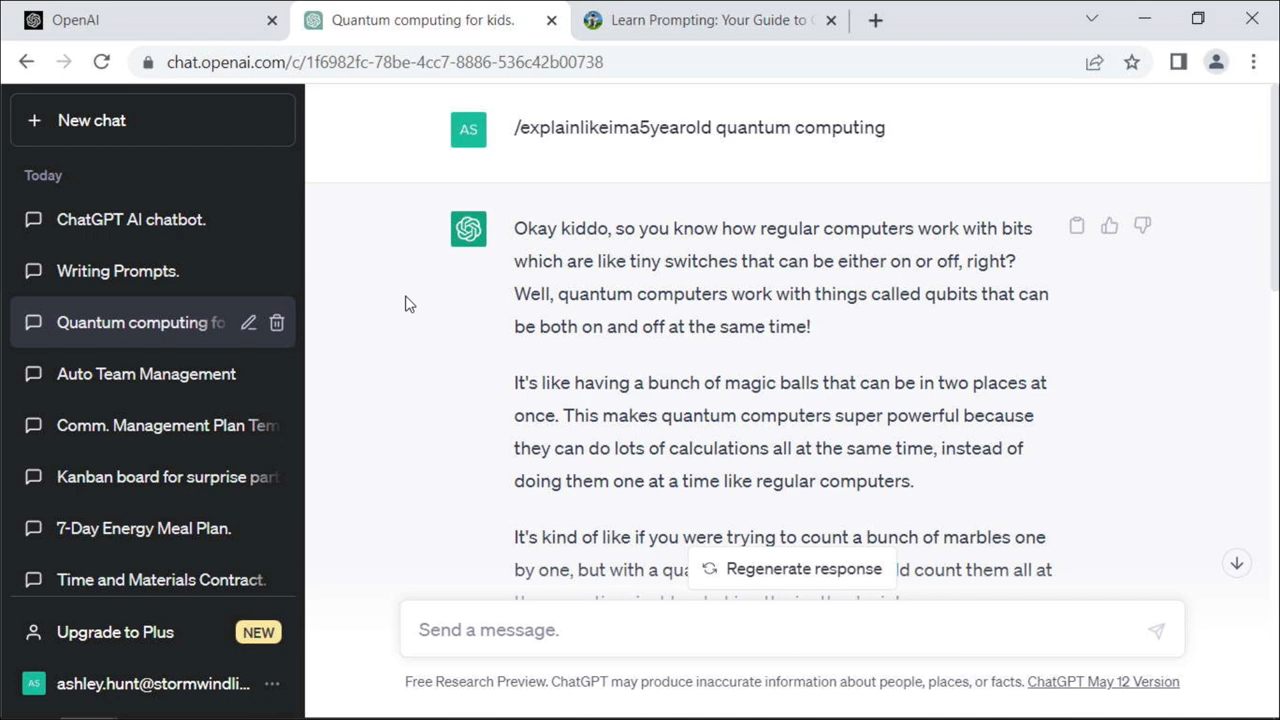 OpenAI
Quantum computing for kids.
Learn Prompting: Your Guide to
chat.openai.com/c/1f6982fc-78be-4cc7-8886-536c42b00738
New chat
Today
ChatGPT AI chatbot.
Writing Prompts.
Quantum computing fo
Auto Team Management
Comm. Management Plan Tem
Kanban board for surprise part
7-Day Energy Meal Plan.
Time and Materials Contract.
Upgrade to Plus
NEW
AS
ashley.hunt@stormwindli...
AS
/explainlikeima5yearold quantum computing
Okay kiddo, so you know how regular computers work with bits
which are like tiny switches that can be either on or off, right?
Well, quantum computers work with things called qubits that can
be both on and off at the same time!
It's like having a bunch of magic balls that can be in two places at
once. This makes quantum computers super powerful because
they can do lots of calculations all at the same time, instead of
doing them one at a time like regular computers.
It's kind of like if you were trying to count a bunch of marbles one
by one, but with a qua
d count them all at
Regenerate response
Send a message.
Free Research Preview. ChatGPT may produce inaccurate information about people, places, or facts. ChatGPT May 12 Version